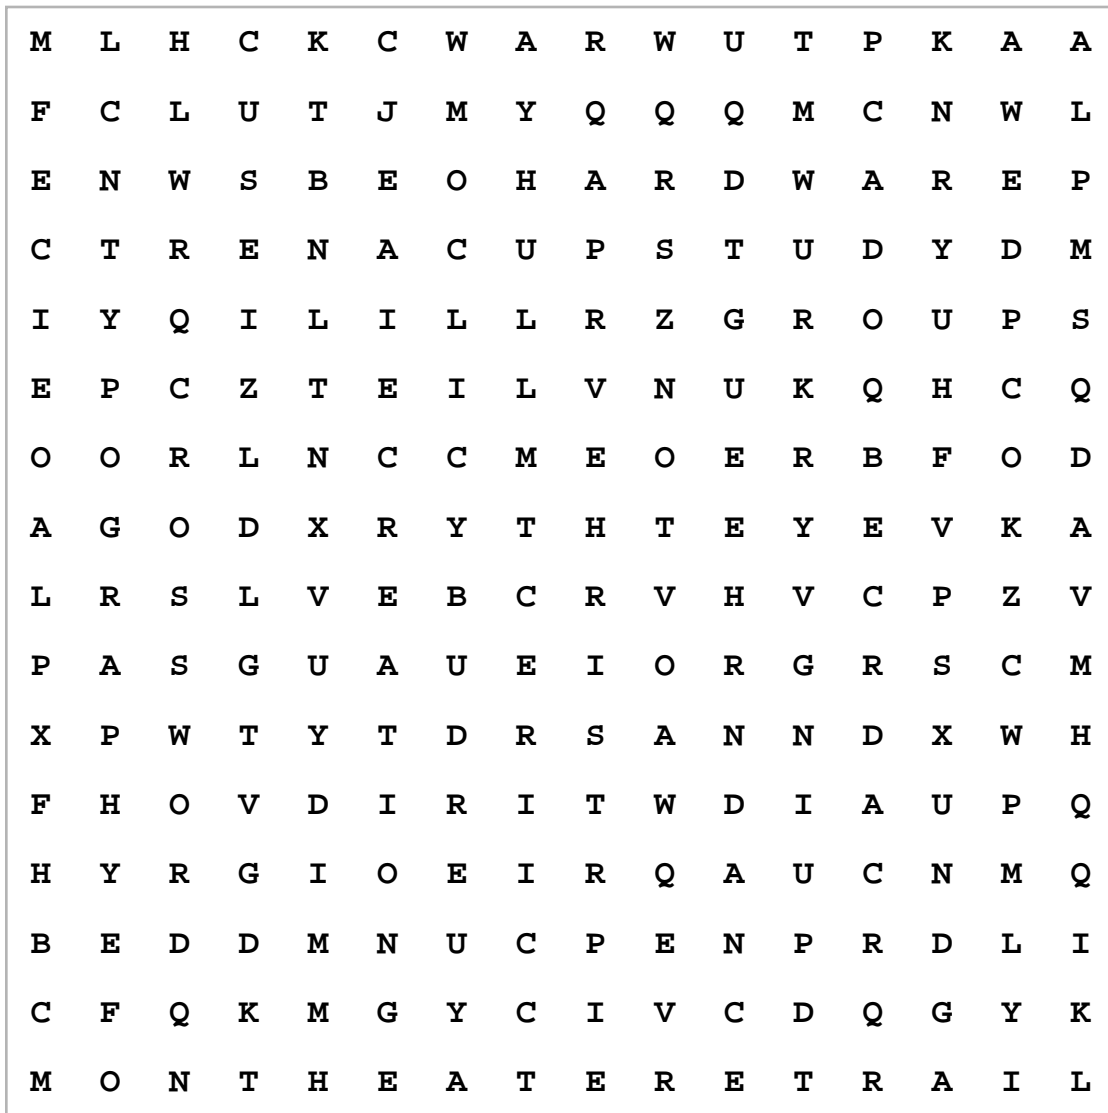 M L H C K C W A R W U T P K A A
F C L U T J M Y Q Q Q M C N W L
E N W S B E O H A R D W A R E P
C T R E N A C U P S T U D Y D M
I Y Q I L I L L R Z G R O U P S
E P C Z T E I L V N U K Q H C Q
O O R L N C C M E O E R B F O D
A G O D X R Y T H T E Y E V K A
L R S L V E B C R V H V C P Z V
P A S G U A U E I O R G R S C M
X P W T Y T D R S A N N D X W H
F H O V D I R I T W D I A U P Q
H Y R G I O E I R Q A U C N M Q
B E D D M N U C P E N P R D L I
C F Q K M G Y C I V C D Q G Y K
M O N T H E A T E R E T R A I L